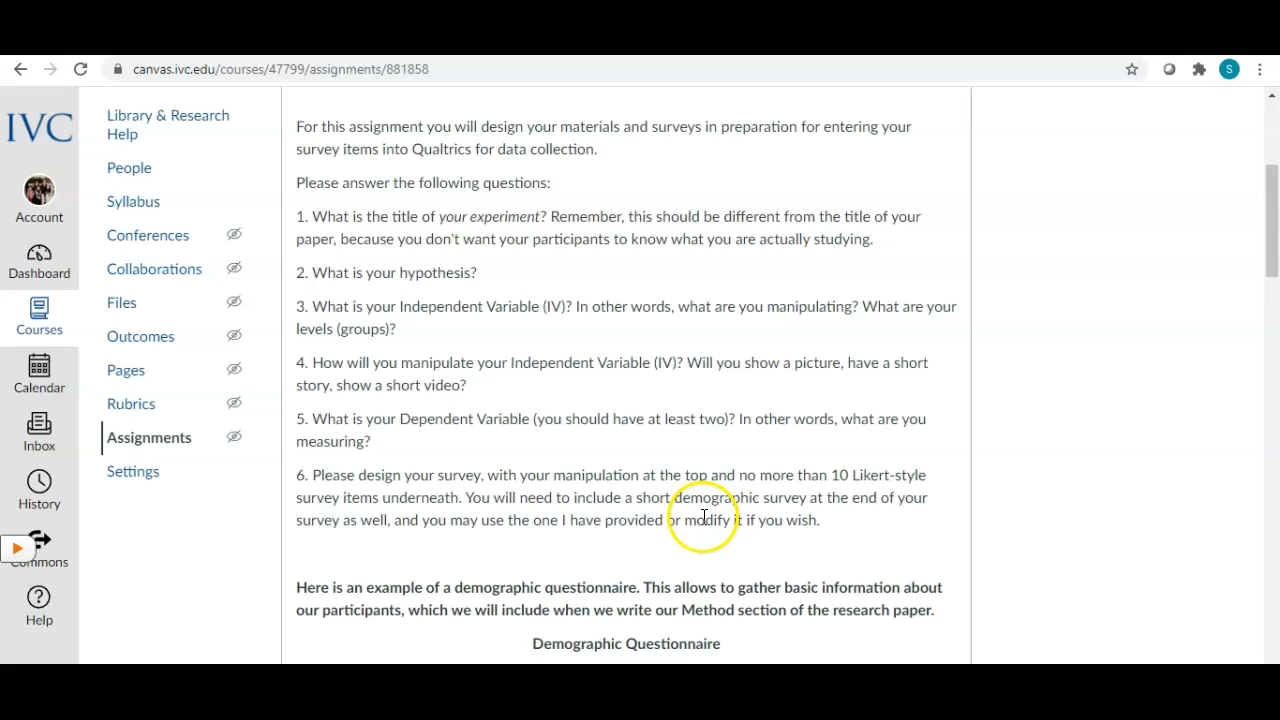 canvas.ivc.edu/courses/47799/assignments/881858
S
IVC
Account
Dashboard
Courses
Calendar
Inbox
History
Commons
Help
Library & Research
Help
People
Syllabus
Conferences
Collaborations
Files
Outcomes
Pages
Rubrics
Assignments
Settings
For this assignment you will design your materials and surveys in preparation for entering your
survey items into Qualtrics for data collection.
Please answer the following questions:
1. What is the title of your experiment? Remember, this should be different from the title of your
paper, because you don't want your participants to know what you are actually studying.
2. What is your hypothesis?
3. What is your Independent Variable (IV)? In other words, what are you manipulating? What are your
levels (groups)?
4. How will you manipulate your Independent Variable (IV)? Will you show a picture, have a short
story, show a short video?
5. What is your Dependent Variable (you should have at least two)? In other words, what are you
measuring?
6. Please design your survey, with your manipulation at the top and no more than 10 Likert-style
survey items underneath. You will need to include a short demographic survey at the end of your
survey as well, and you may use the one I have provided or modify it if you wish.
Here is an example of a demographic questionnaire. This allows to gather basic information about
our participants, which we will include when we write our Method section of the research paper.
Demographic Questionnaire